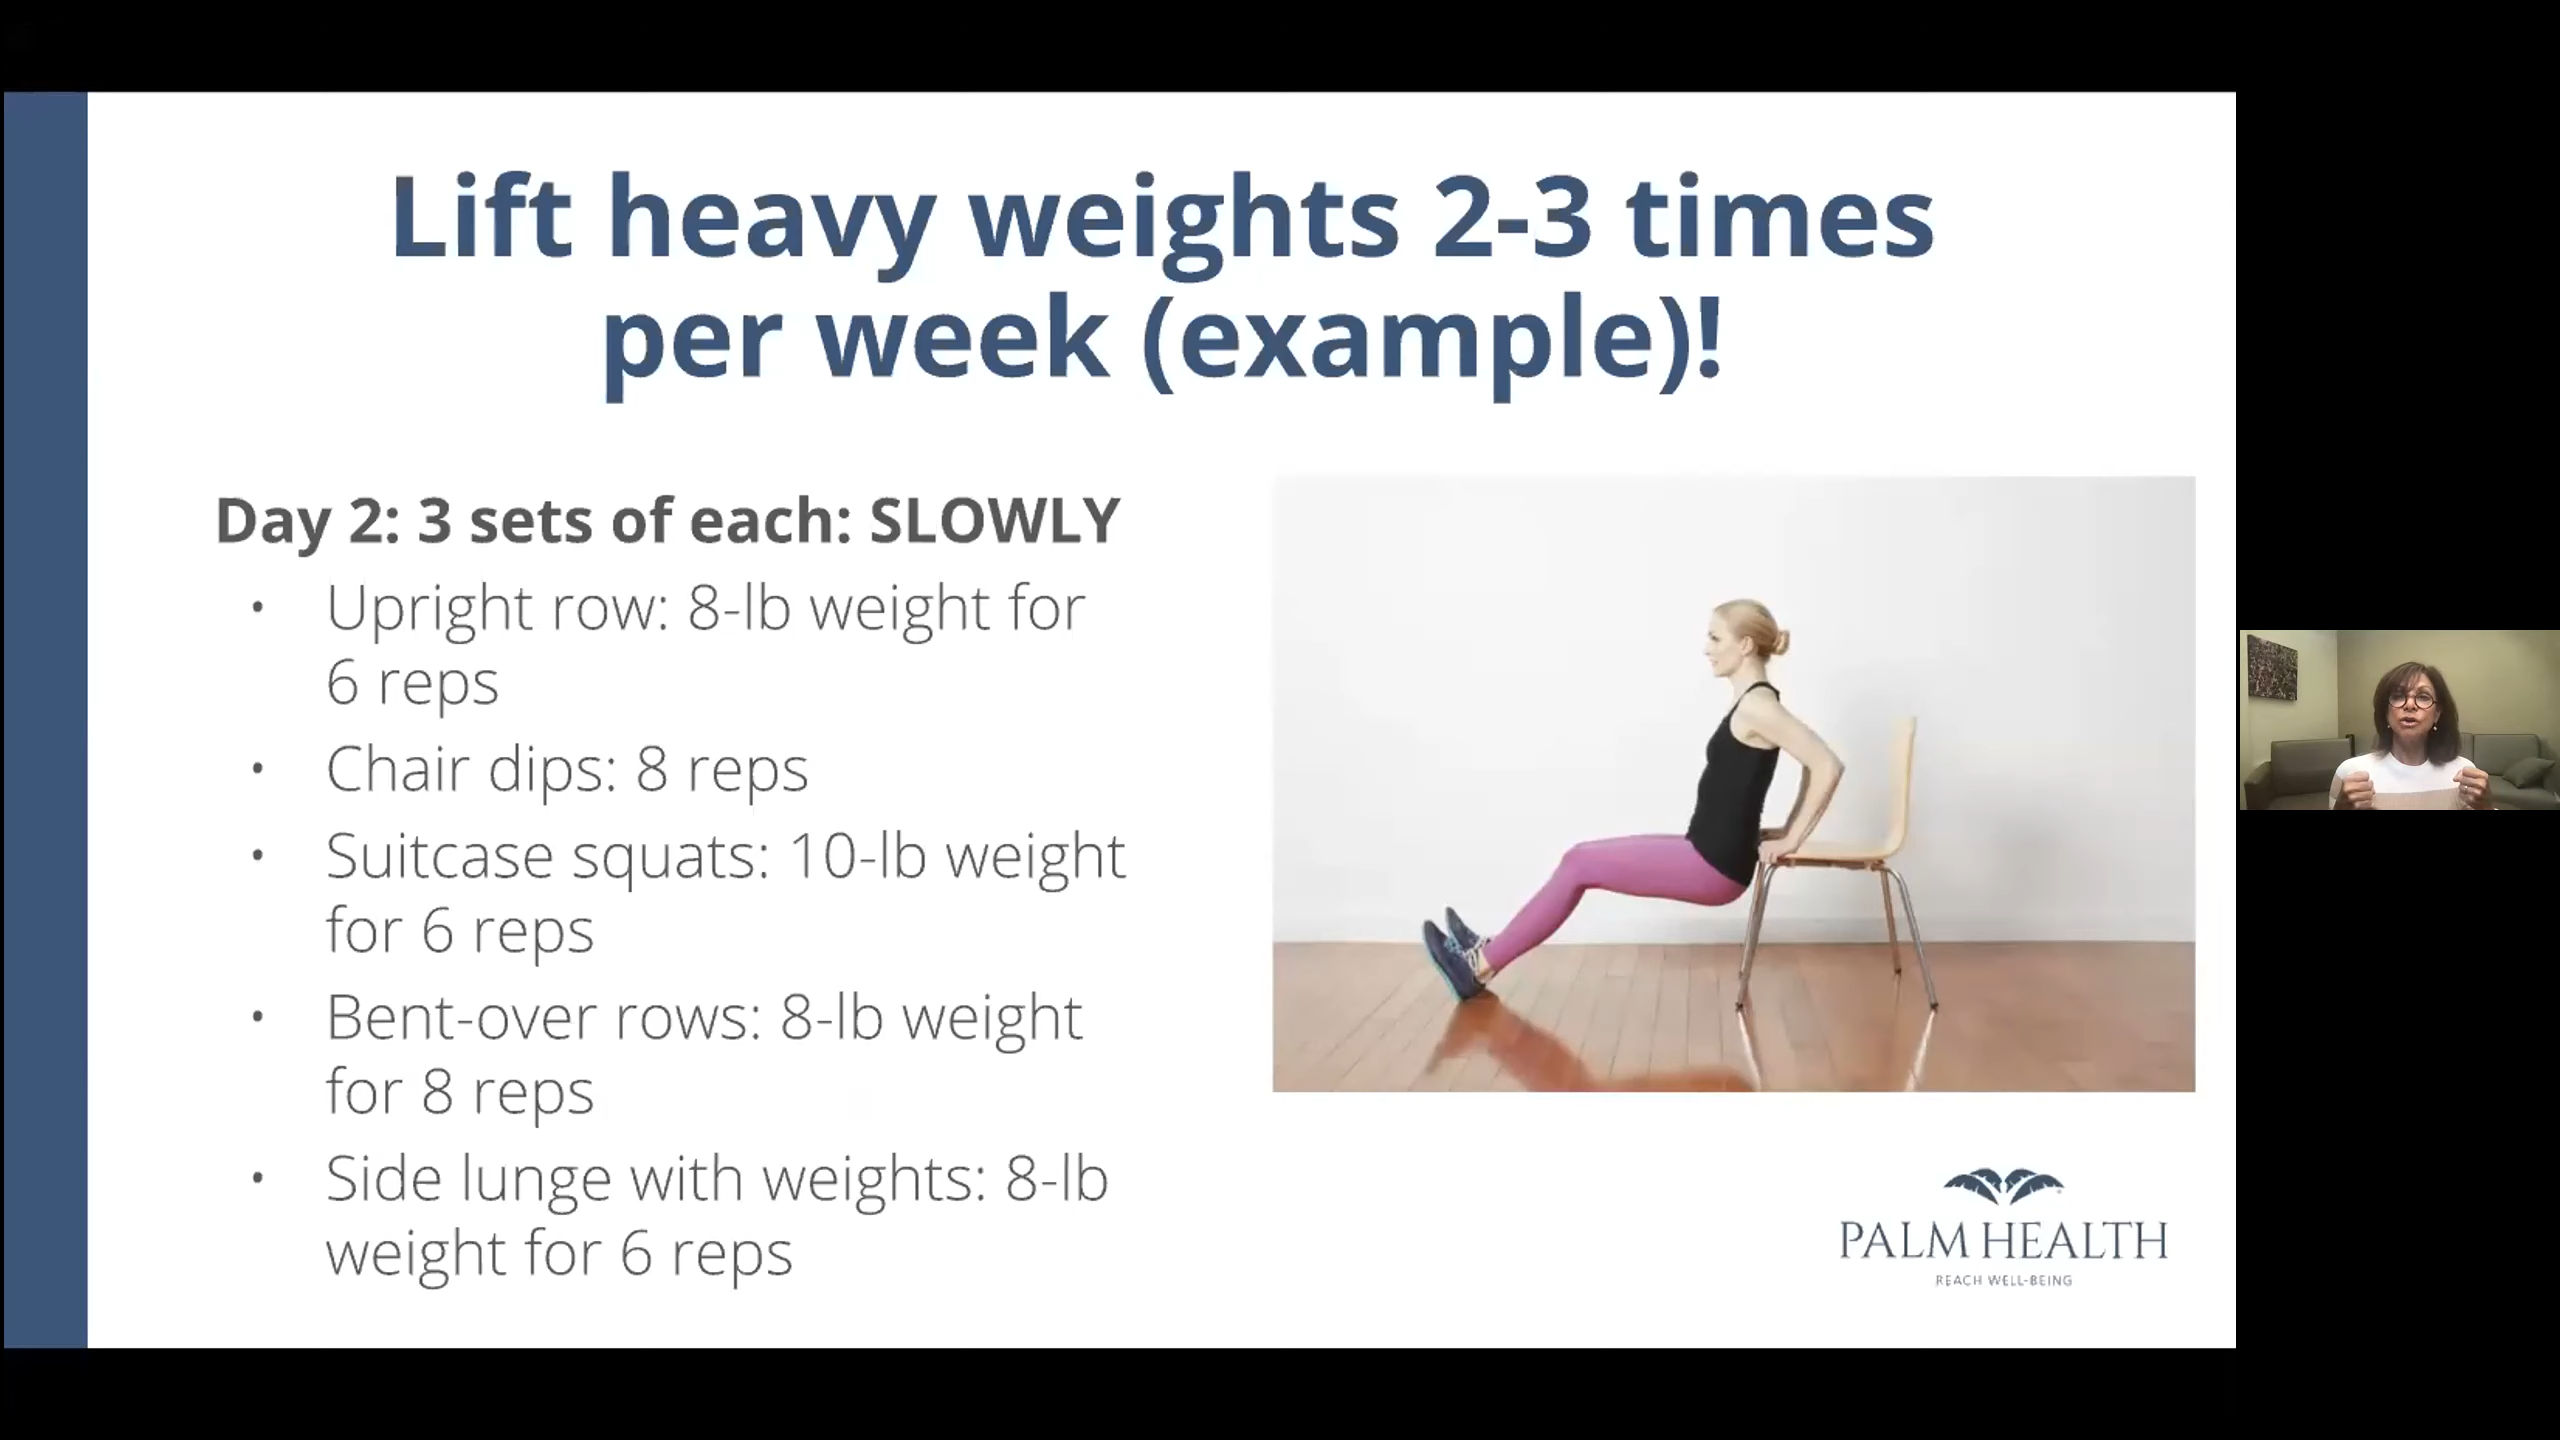 Lift heavy weights 2-3 times
per week (example)!
Day 2: 3 sets of each: SLOWLY
• Upright row: 8-lb weight for
6 reps
• Chair dips: 8 reps
• Suitcase squats: 10-lb weight
for 6 reps
• Bent-over rows: 8-lb weight
for 8 reps
• Side lunge with weights: 8-lb
weight for 6 reps
PALM HEALTH
REACH WELL-BEING